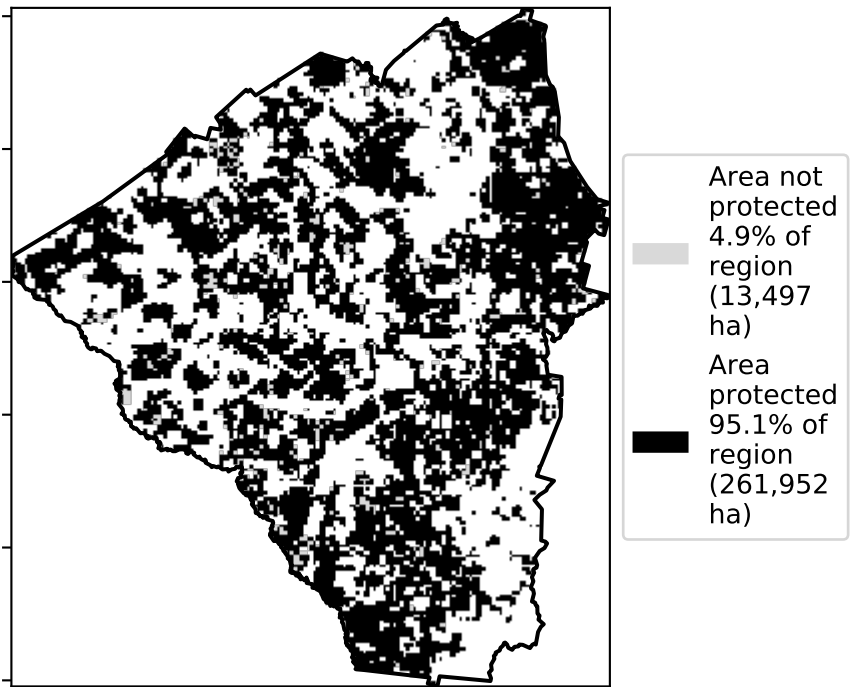 Area not
protected
4.9% of
region
(13,497
ha)
Area
protected
95.1% of
region
(261,952
ha)